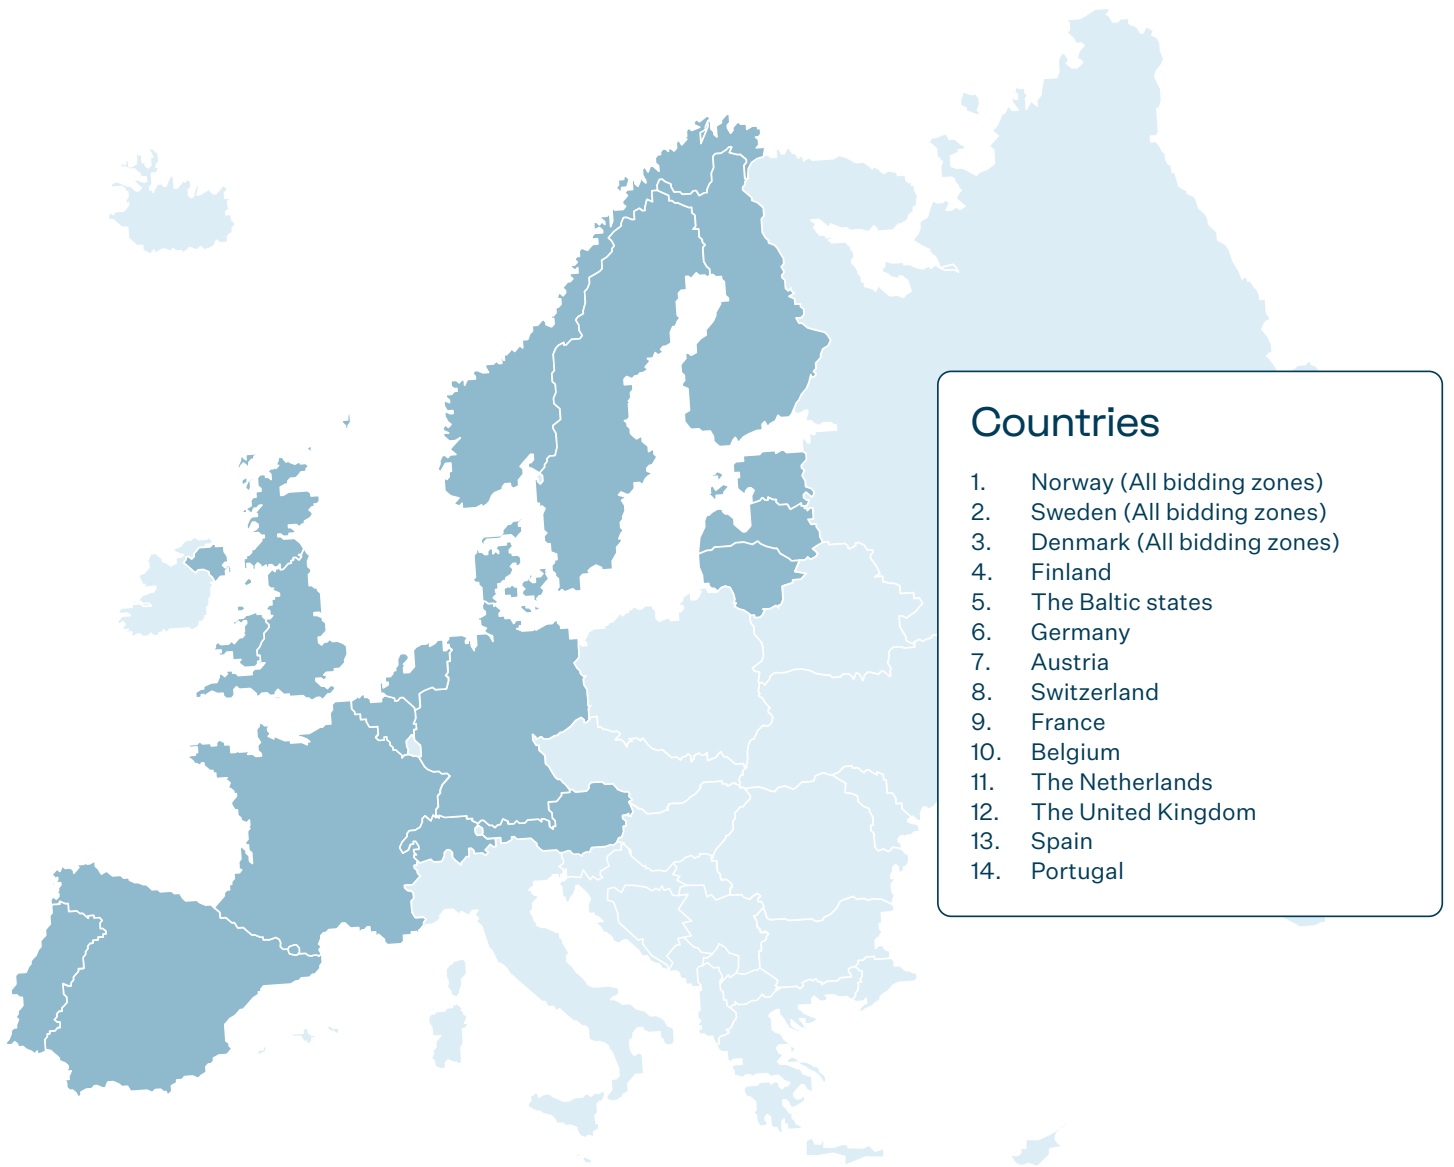 Countries
1. Norway (All bidding zones)
2. Sweden (All bidding zones)
3. Denmark (All bidding zones)
4. Finland
5. The Baltic states
6. Germany
7. Austria
8. Switzerland
9. France
10. Belgium
11. The Netherlands
12. The United Kingdom
13. Spain
14. Portugal